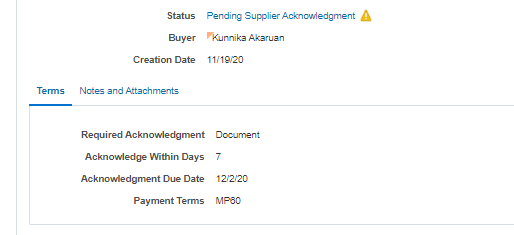 Status Pending Supplier Acknowledgment
Buyer Kunnika Akaruan
Creation Date 11/19/20
Terms Notes and Attachments
Required Acknowledgment Document
Acknowledge Within Days 7
Acknowledgment Due Date 12/2/20
Payment Terms MP60